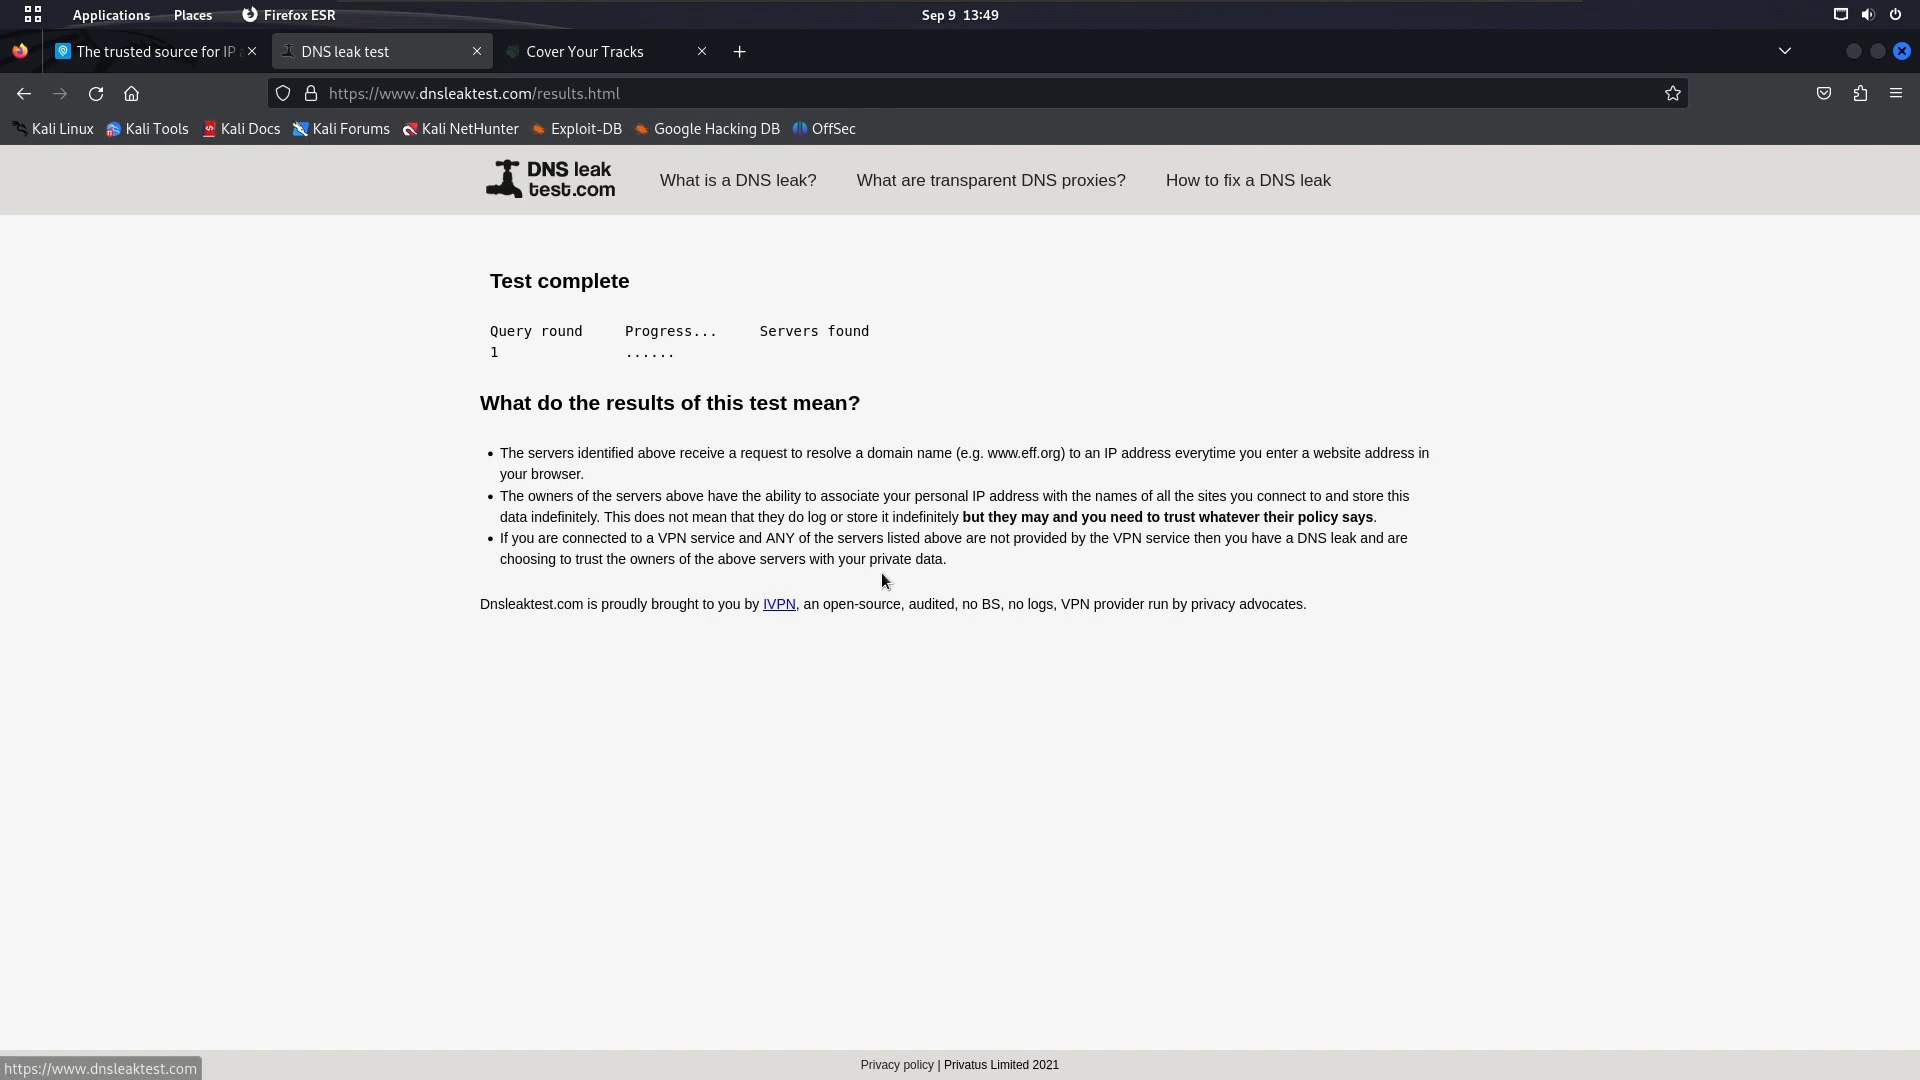 Applications Places Firefox ESR Sep 9 13:49
The trusted source for IP DNS leak test Cover Your Tracks
https://www.dnsleaktest.com/results.html
Kali Linux Kali Tools Kali Docs Kali Forums Kali NetHunter Exploit-DB Google Hacking DB OffSec
DNS leak
test.com
What is a DNS leak? What are transparent DNS proxies? How to fix a DNS leak
Test complete
Query round Progress... Servers found
1 ......
What do the results of this test mean?
• The servers identified above receive a request to resolve a domain name (e.g. www.eff.org) to an IP address everytime you enter a website address in
your browser.
• The owners of the servers above have the ability to associate your personal IP address with the names of all the sites you connect to and store this
data indefinitely. This does not mean that they do log or store it indefinitely but they may and you need to trust whatever their policy says.
• If you are connected to a VPN service and ANY of the servers listed above are not provided by the VPN service then you have a DNS leak and are
choosing to trust the owners of the above servers with your private data.
Dnsleaktest.com is proudly brought to you by IVPN, an open-source, audited, no BS, no logs, VPN provider run by privacy advocates.
Privacy policy | Privatus Limited 2021
https://www.dnsleaktest.com